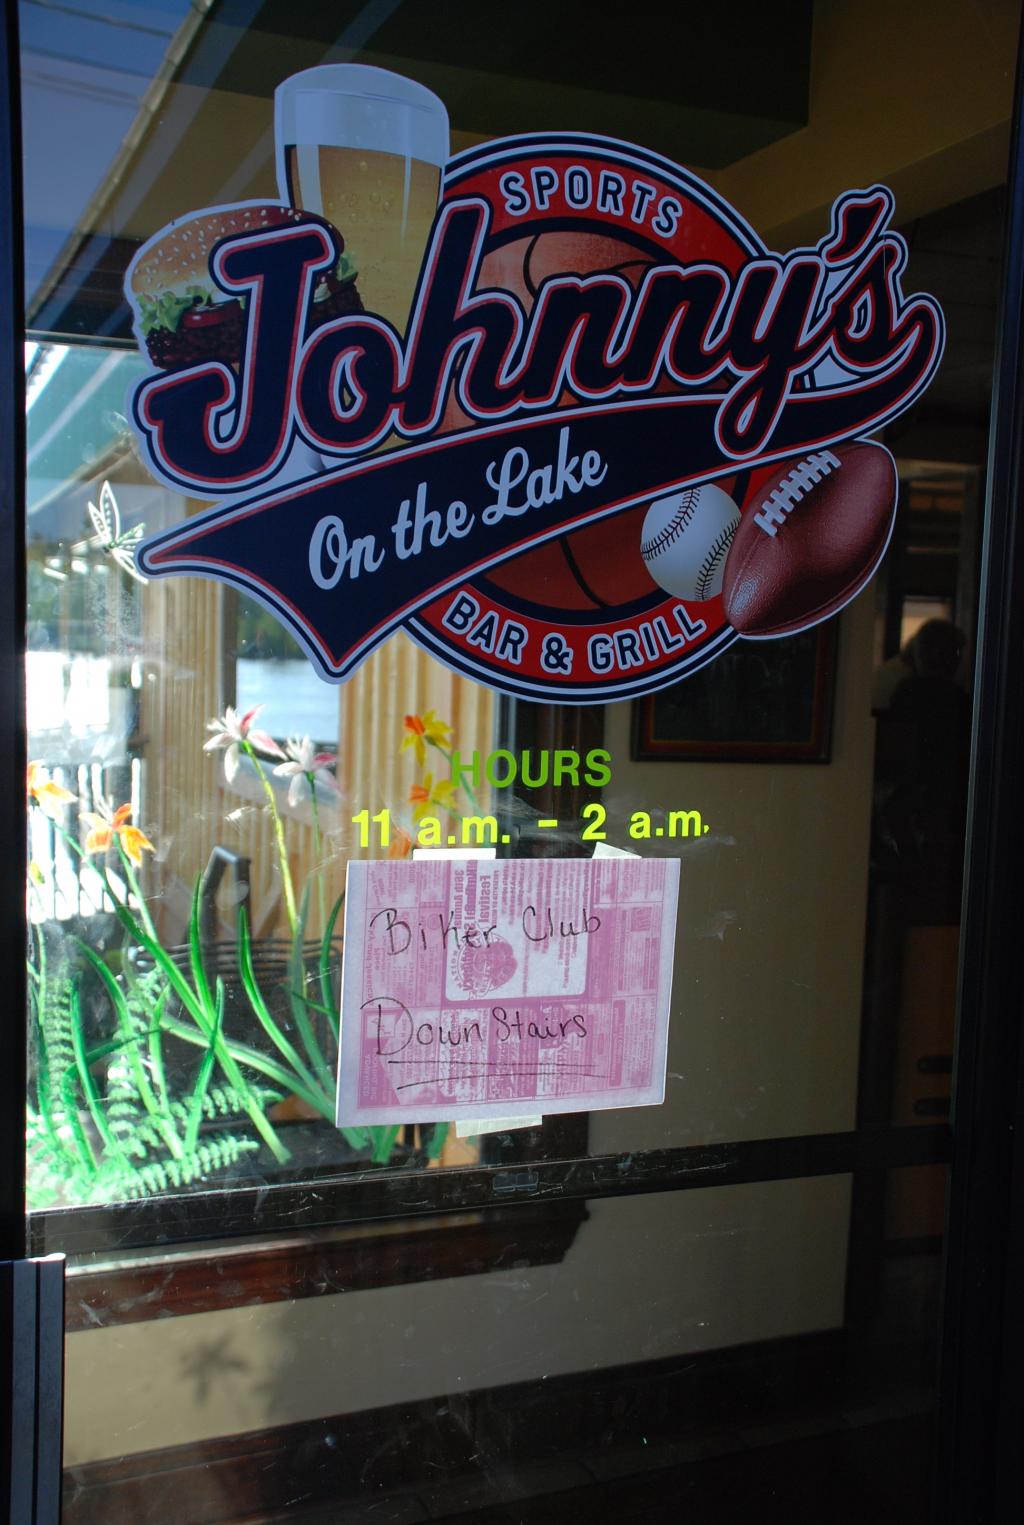 SPORTS
Johnny's
On the Lake
BAR & GRILL
HOURS
11 a.m. - 2 a.m.
Biker Club
Down Stairs